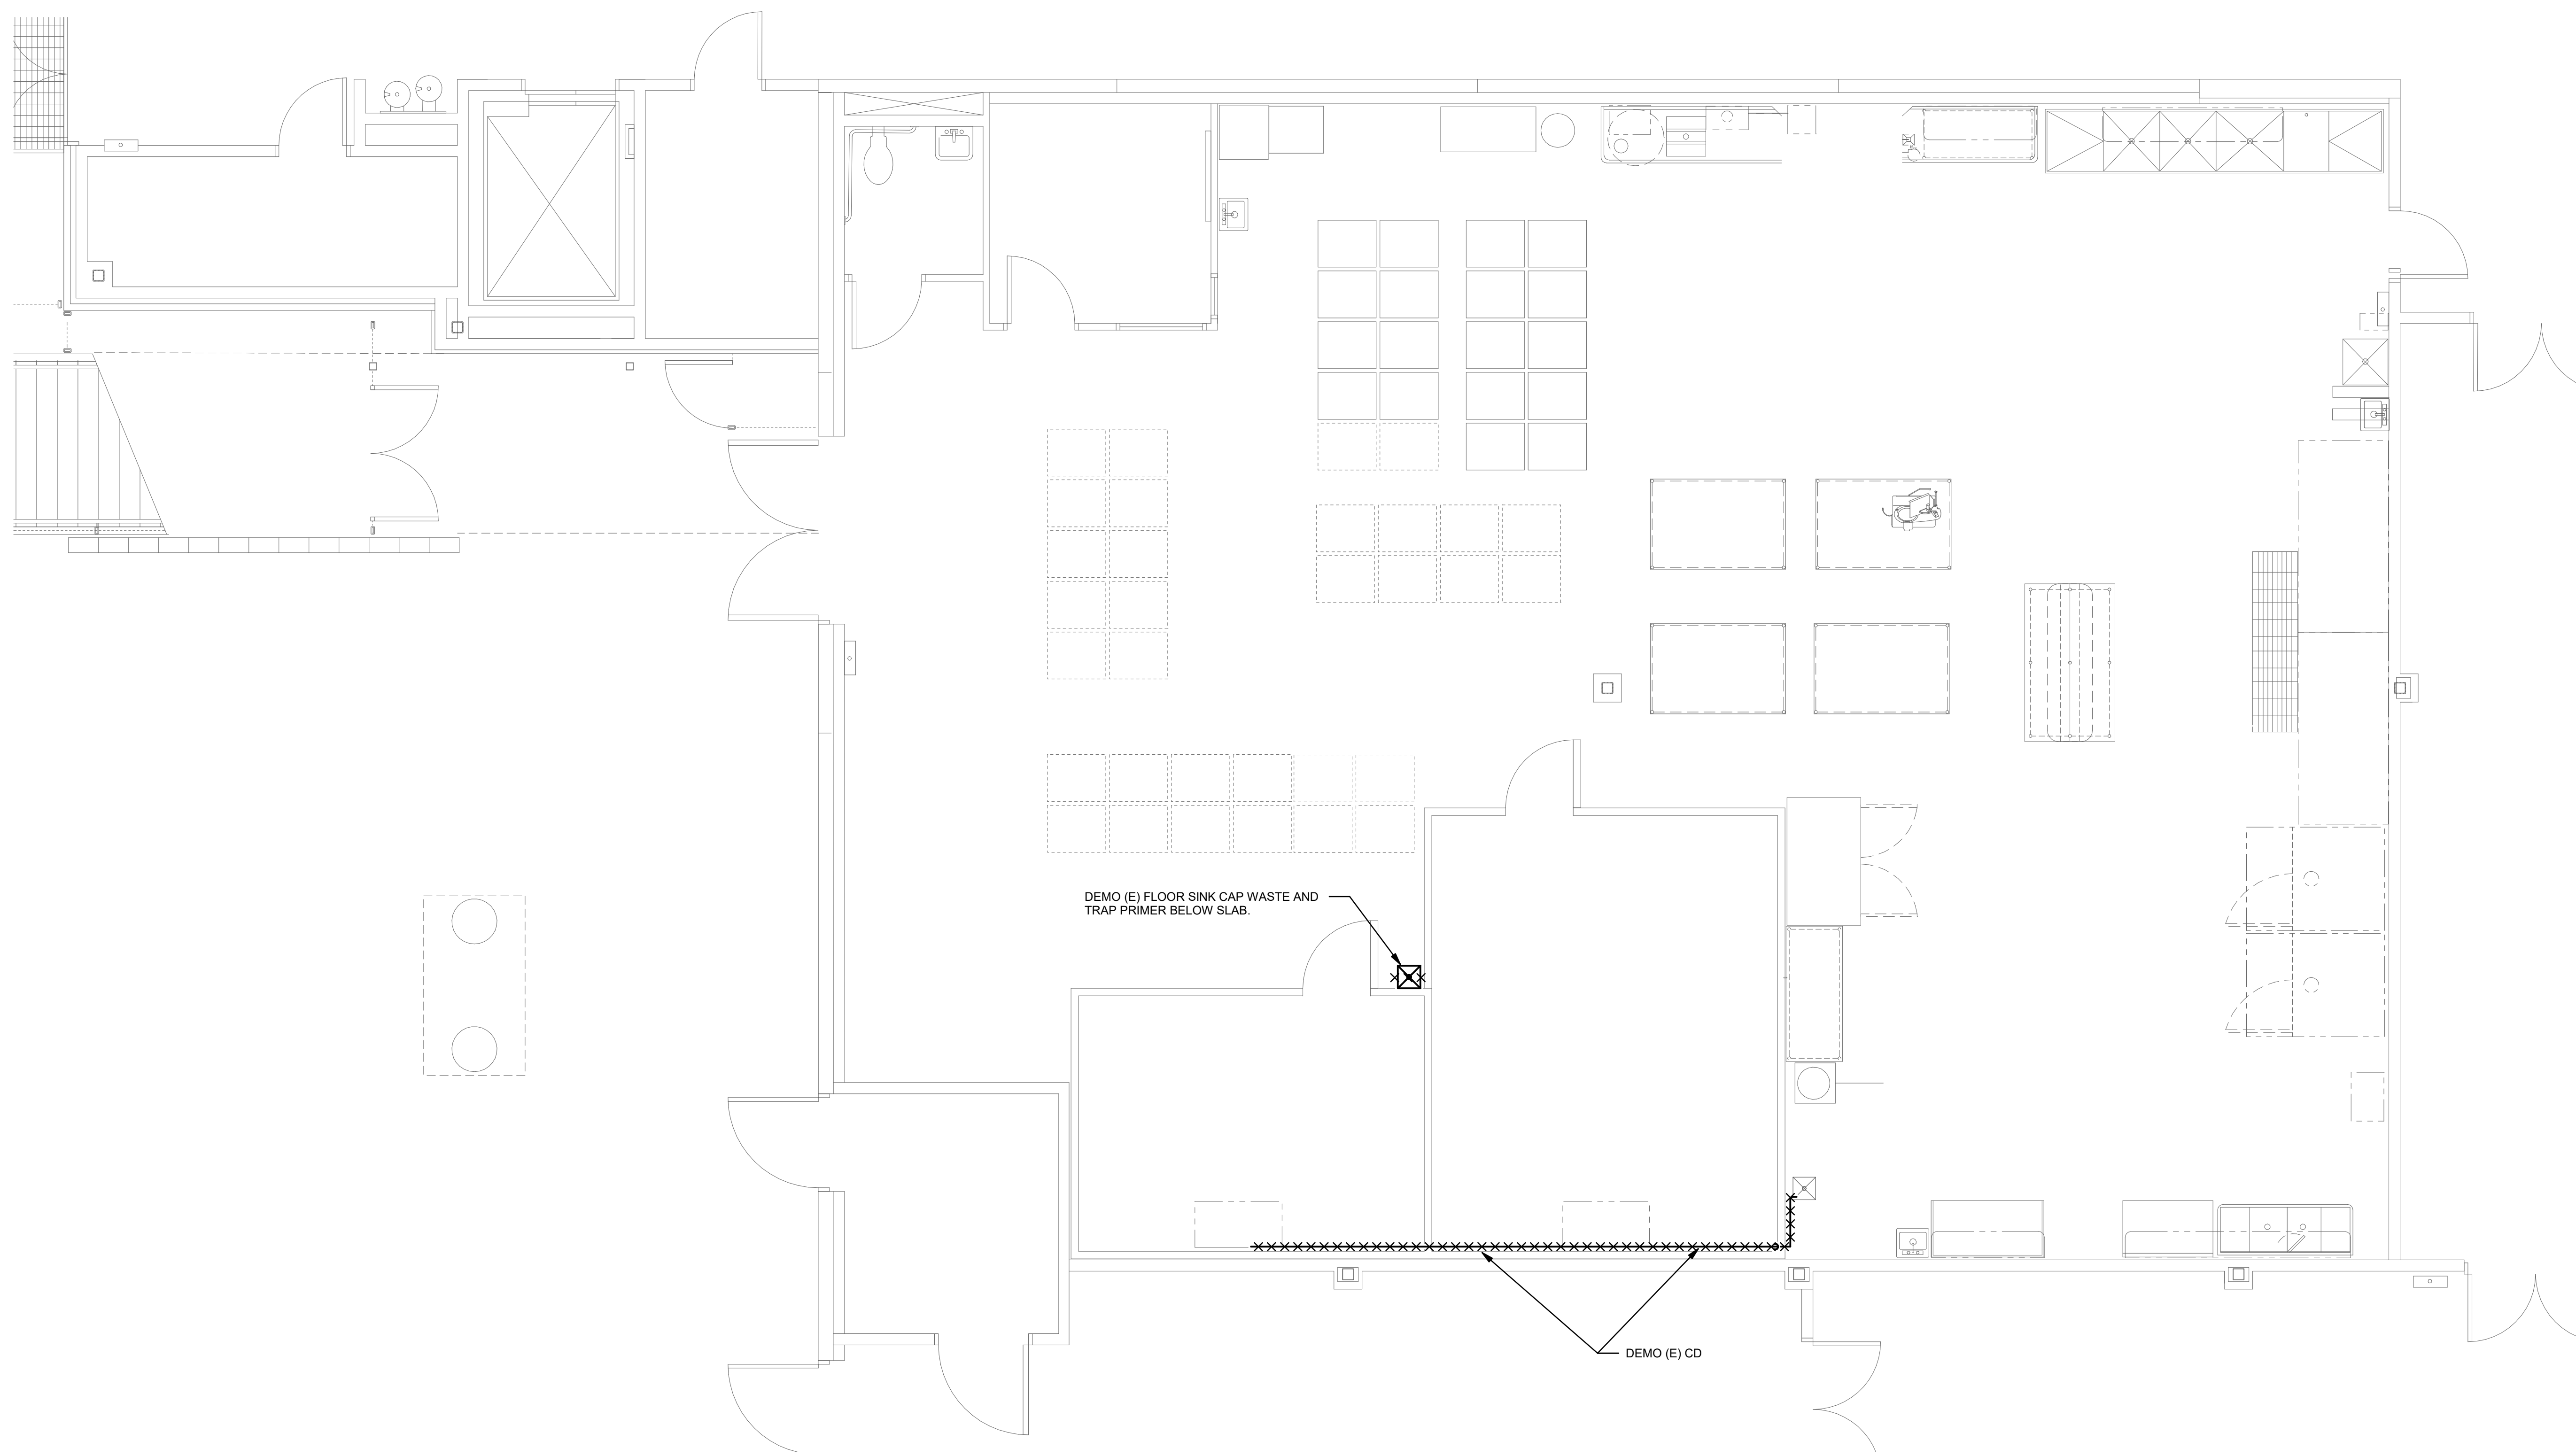 DEMO (E) FLOOR SINK CAP WASTE AND
TRAP PRIMER BELOW SLAB.
DEMO (E) CD